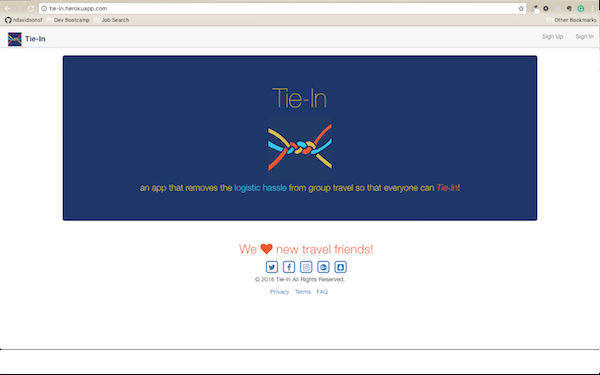 tie-in.herokuapp.com
ndavidsonsf Dev Bootcamp Job Search Other Bookmarks
Tie-In Sign Up Sign In
Tie-In
an app that removes the logistic hassle from group travel so that everyone can Tie-In!
We ♥ new travel friends!
© 2016 Tie-In All Rights Reserved.
Privacy Terms FAQ